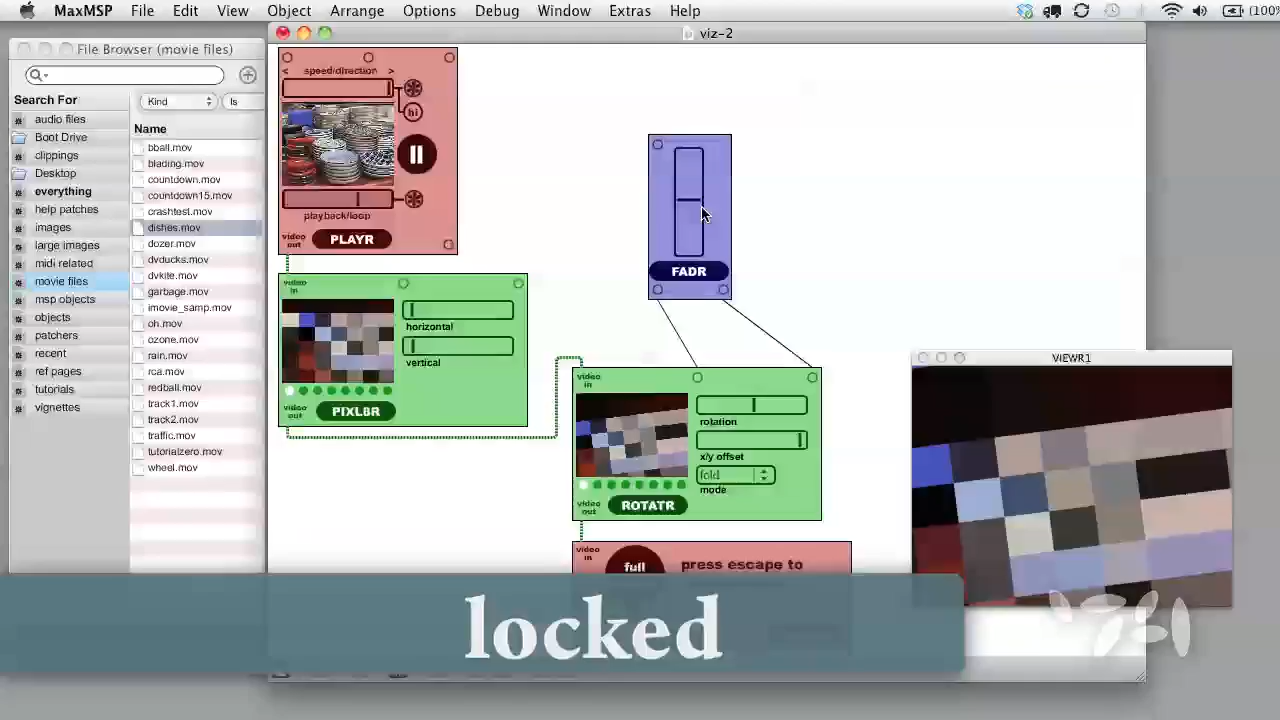 MaxMSP File Edit View Object Arrange Options Debug Window Extras Help (100%
File Browser (movie files)
viz-2
Search For
Kind
Is
audio files
Boot Drive
clippings
Desktop
everything
help patches
images
large images
midi related
movie files
msp objects
objects
patchers
recent
ref pages
tutorials
vignettes
Name
bball.mov
blading.mov
countdown.mov
countdown15.mov
crashtest.mov
dishes.mov
dozer.mov
dvducks.mov
dvkite.mov
garbage.mov
imovie_samp.mov
oh.mov
ozone.mov
rain.mov
rca.mov
redball.mov
track1.mov
track2.mov
traffic.mov
tutorialzero.mov
wheel.mov
< speed/direction >
hi
playback/loop
video out
PLAYR
video in
horizontal
vertical
video out
PIXL8R
FADR
video in
rotation
x/y offset
fold
mode
video out
ROTATR
video in
full
press escape to
VIEWR1
locked